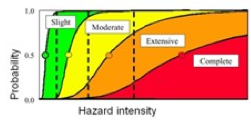 1.0
Slight
Moderate
0.5
Extensive
Complete
0.0
Probability
Hazard intensity